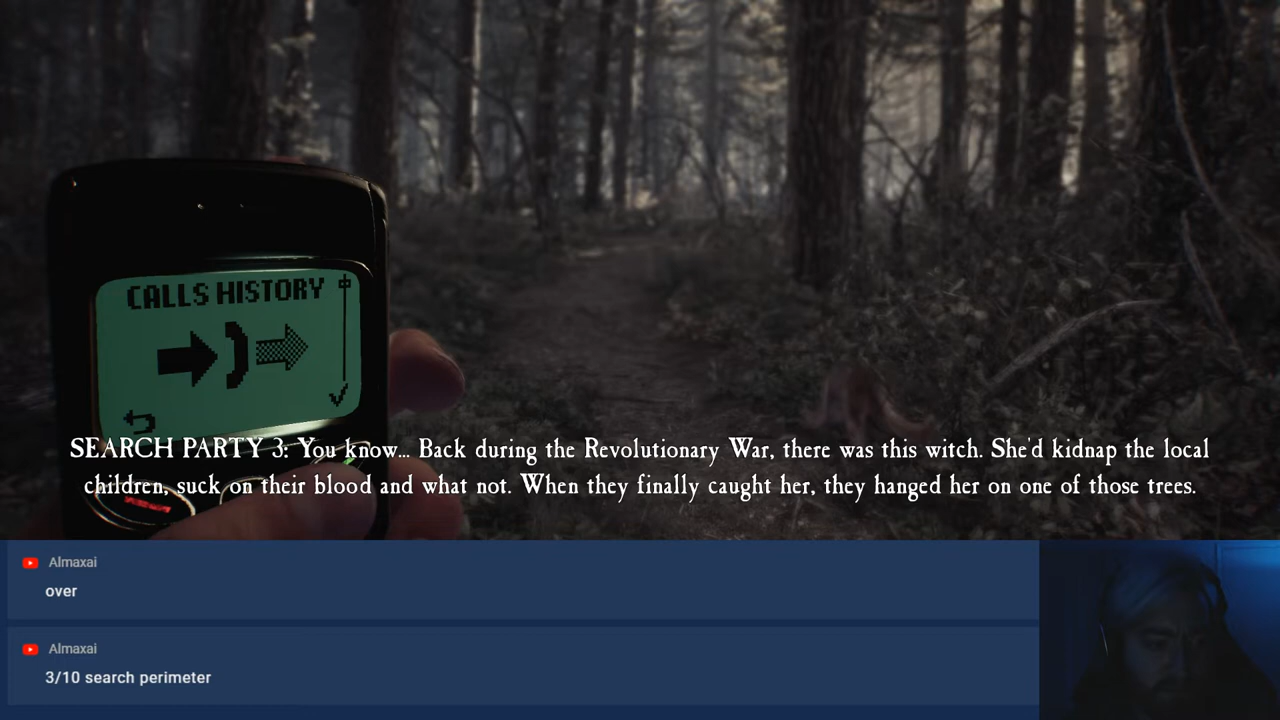 CALLS HISTORY
SEARCH PARTY 3: You know... Back during the Revolutionary War, there was this witch. She'd kidnap the local
children, suck on their blood and what not. When they finally caught her, they hanged her on one of those trees.
Almaxai
over
Almaxai
3/10 search perimeter